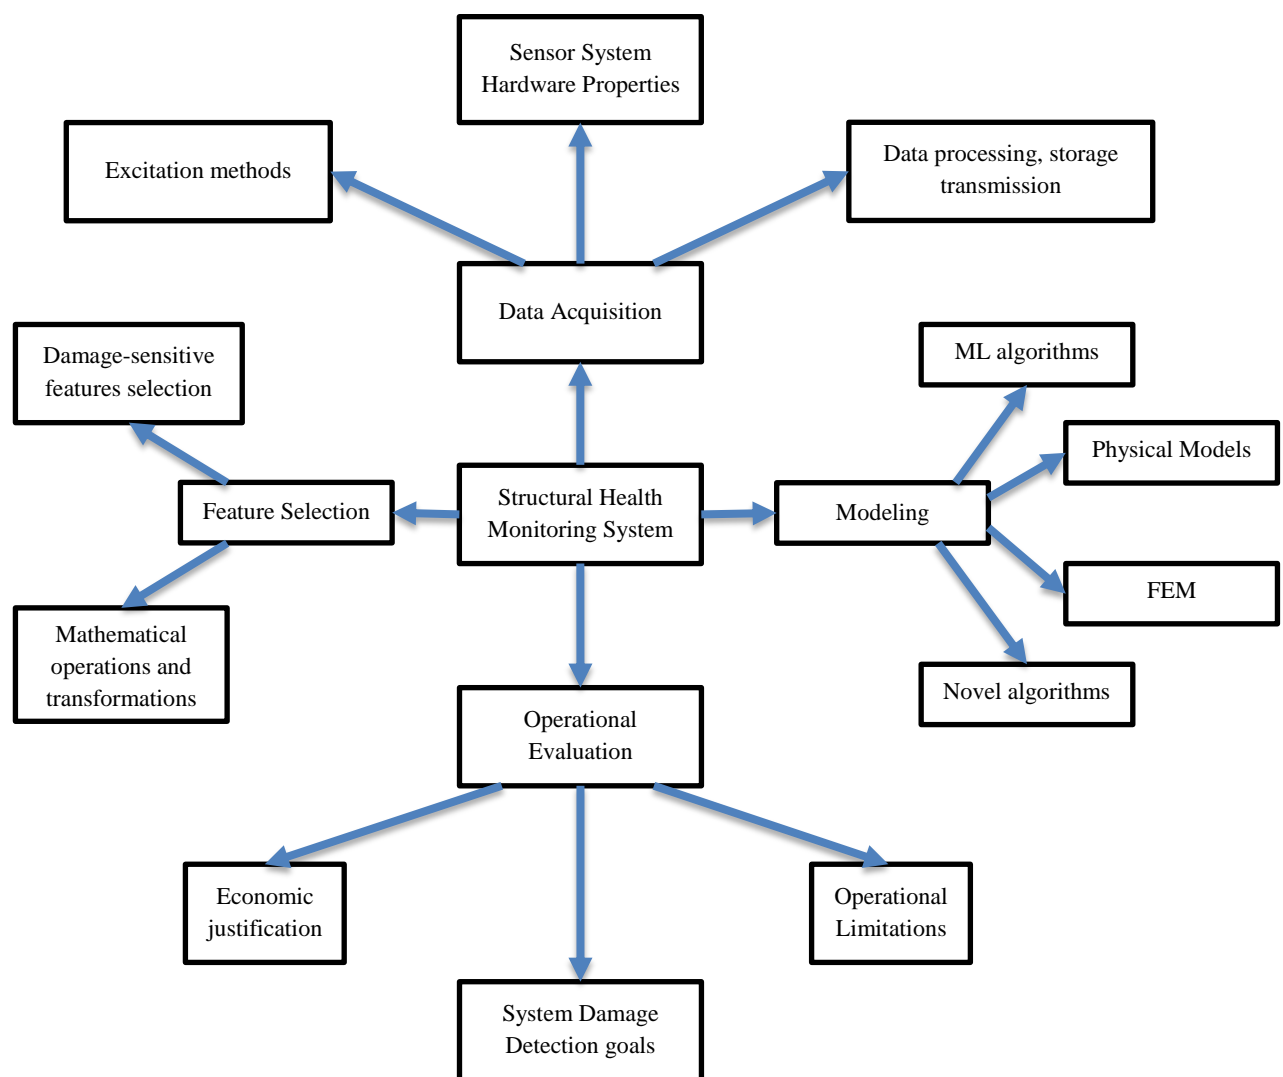 Sensor System
Hardware Properties
Excitation methods
Data processing, storage
transmission
Data Acquisition
Damage-sensitive
features selection
ML algorithms
Physical Models
Feature Selection
Structural Health
Monitoring System
Modeling
FEM
Mathematical
operations and
transformations
Novel algorithms
Operational
Evaluation
Economic
justification
Operational
Limitations
System Damage
Detection goals